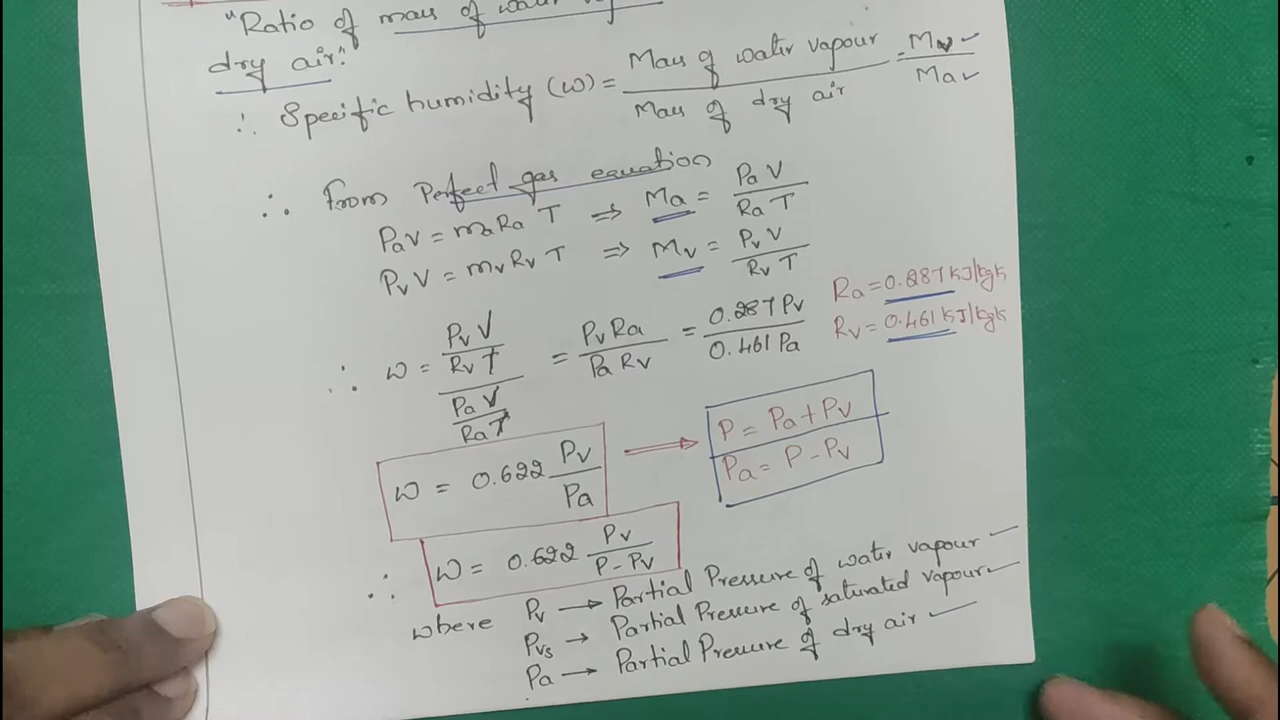 "Ratio of mass of water
dry air."
∴ Specific humidity (ω) = Mass of water vapour / Mass of dry air = Mv / Ma
∴ From Perfect gas equation
PaV = maRaT ⇒ Ma = PaV / RaT
PvV = mvRvT ⇒ Mv = PvV / RvT
Ra = 0.287 kJ/kgK
Rv = 0.461 kJ/kgK
∴ ω = (PvV / RvT) / (PaV / RaT) = PvRa / PaRv = 0.287 Pv / 0.461 Pa
ω = 0.622 Pv / Pa → P = Pa + Pv
Pa = P - Pv
∴ ω = 0.622 Pv / P - Pv
where Pv → Partial Pressure of water vapour
Pvs → Partial Pressure of saturated vapour
Pa → Partial Pressure of dry air